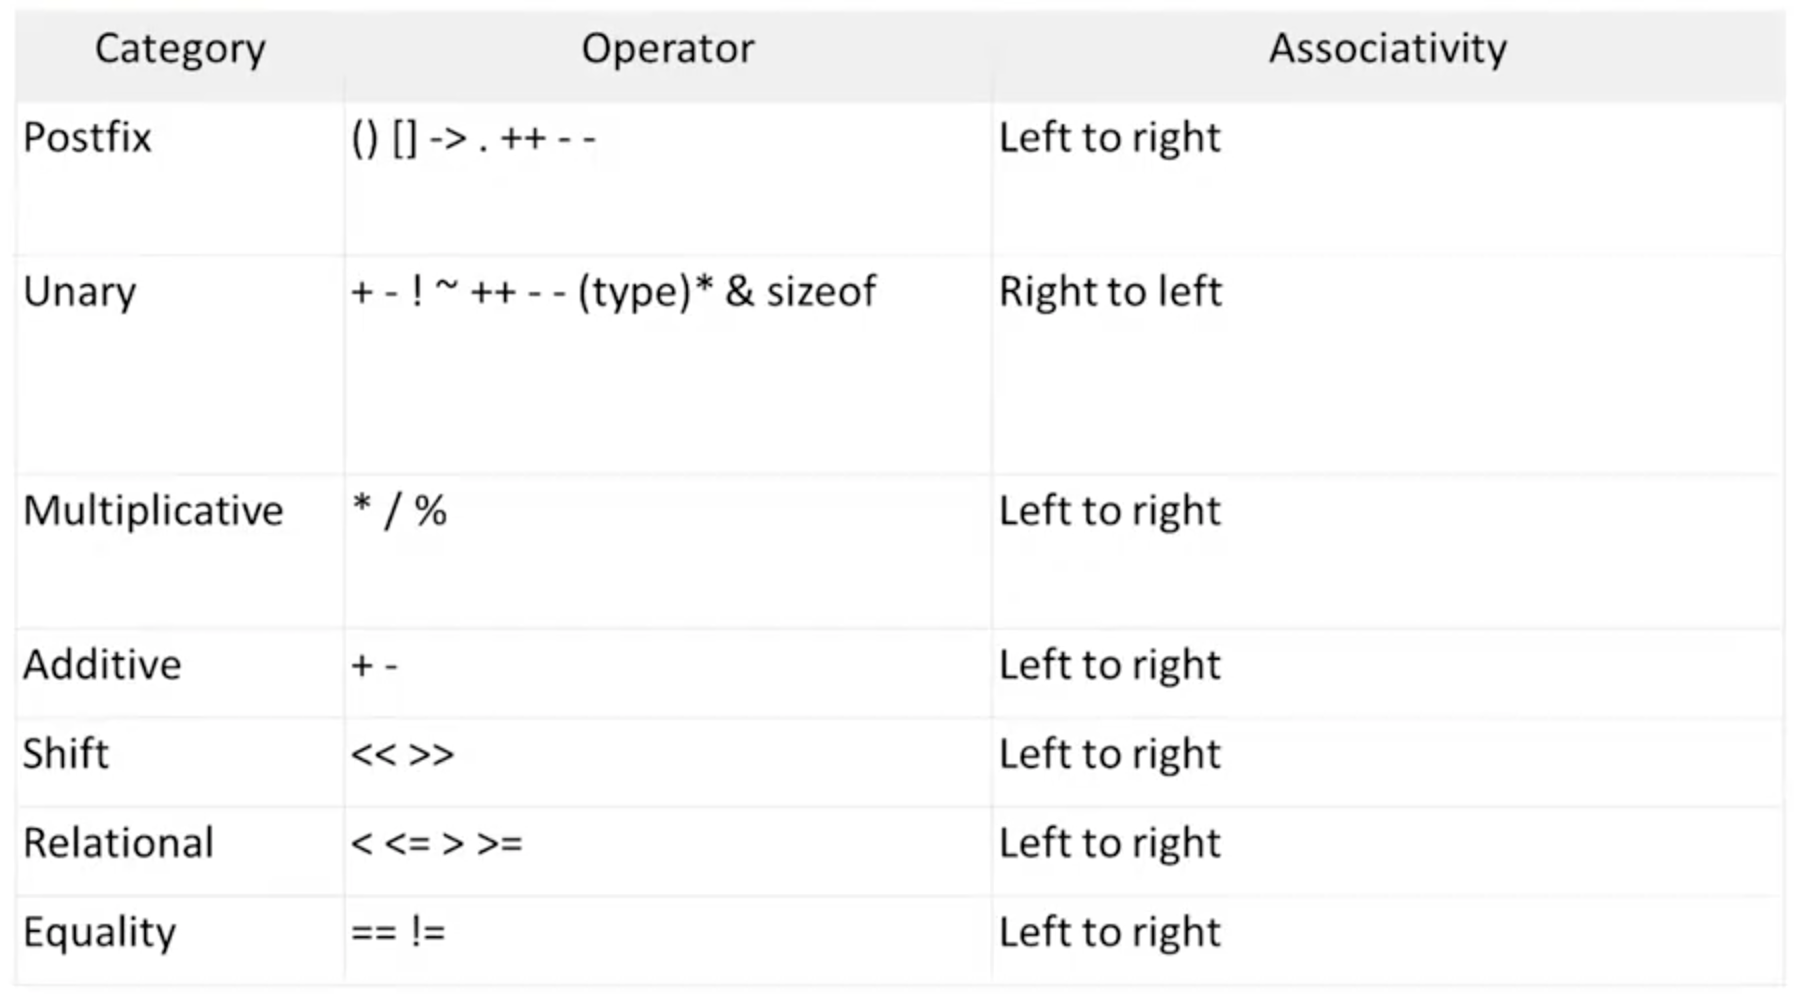 Category Operator Associativity
Postfix () [] -> . ++ - - Left to right
Unary + - ! ~ ++ - - (type)* & sizeof Right to left
Multiplicative * / % Left to right
Additive + - Left to right
Shift << >> Left to right
Relational < <= > >= Left to right
Equality == != Left to right